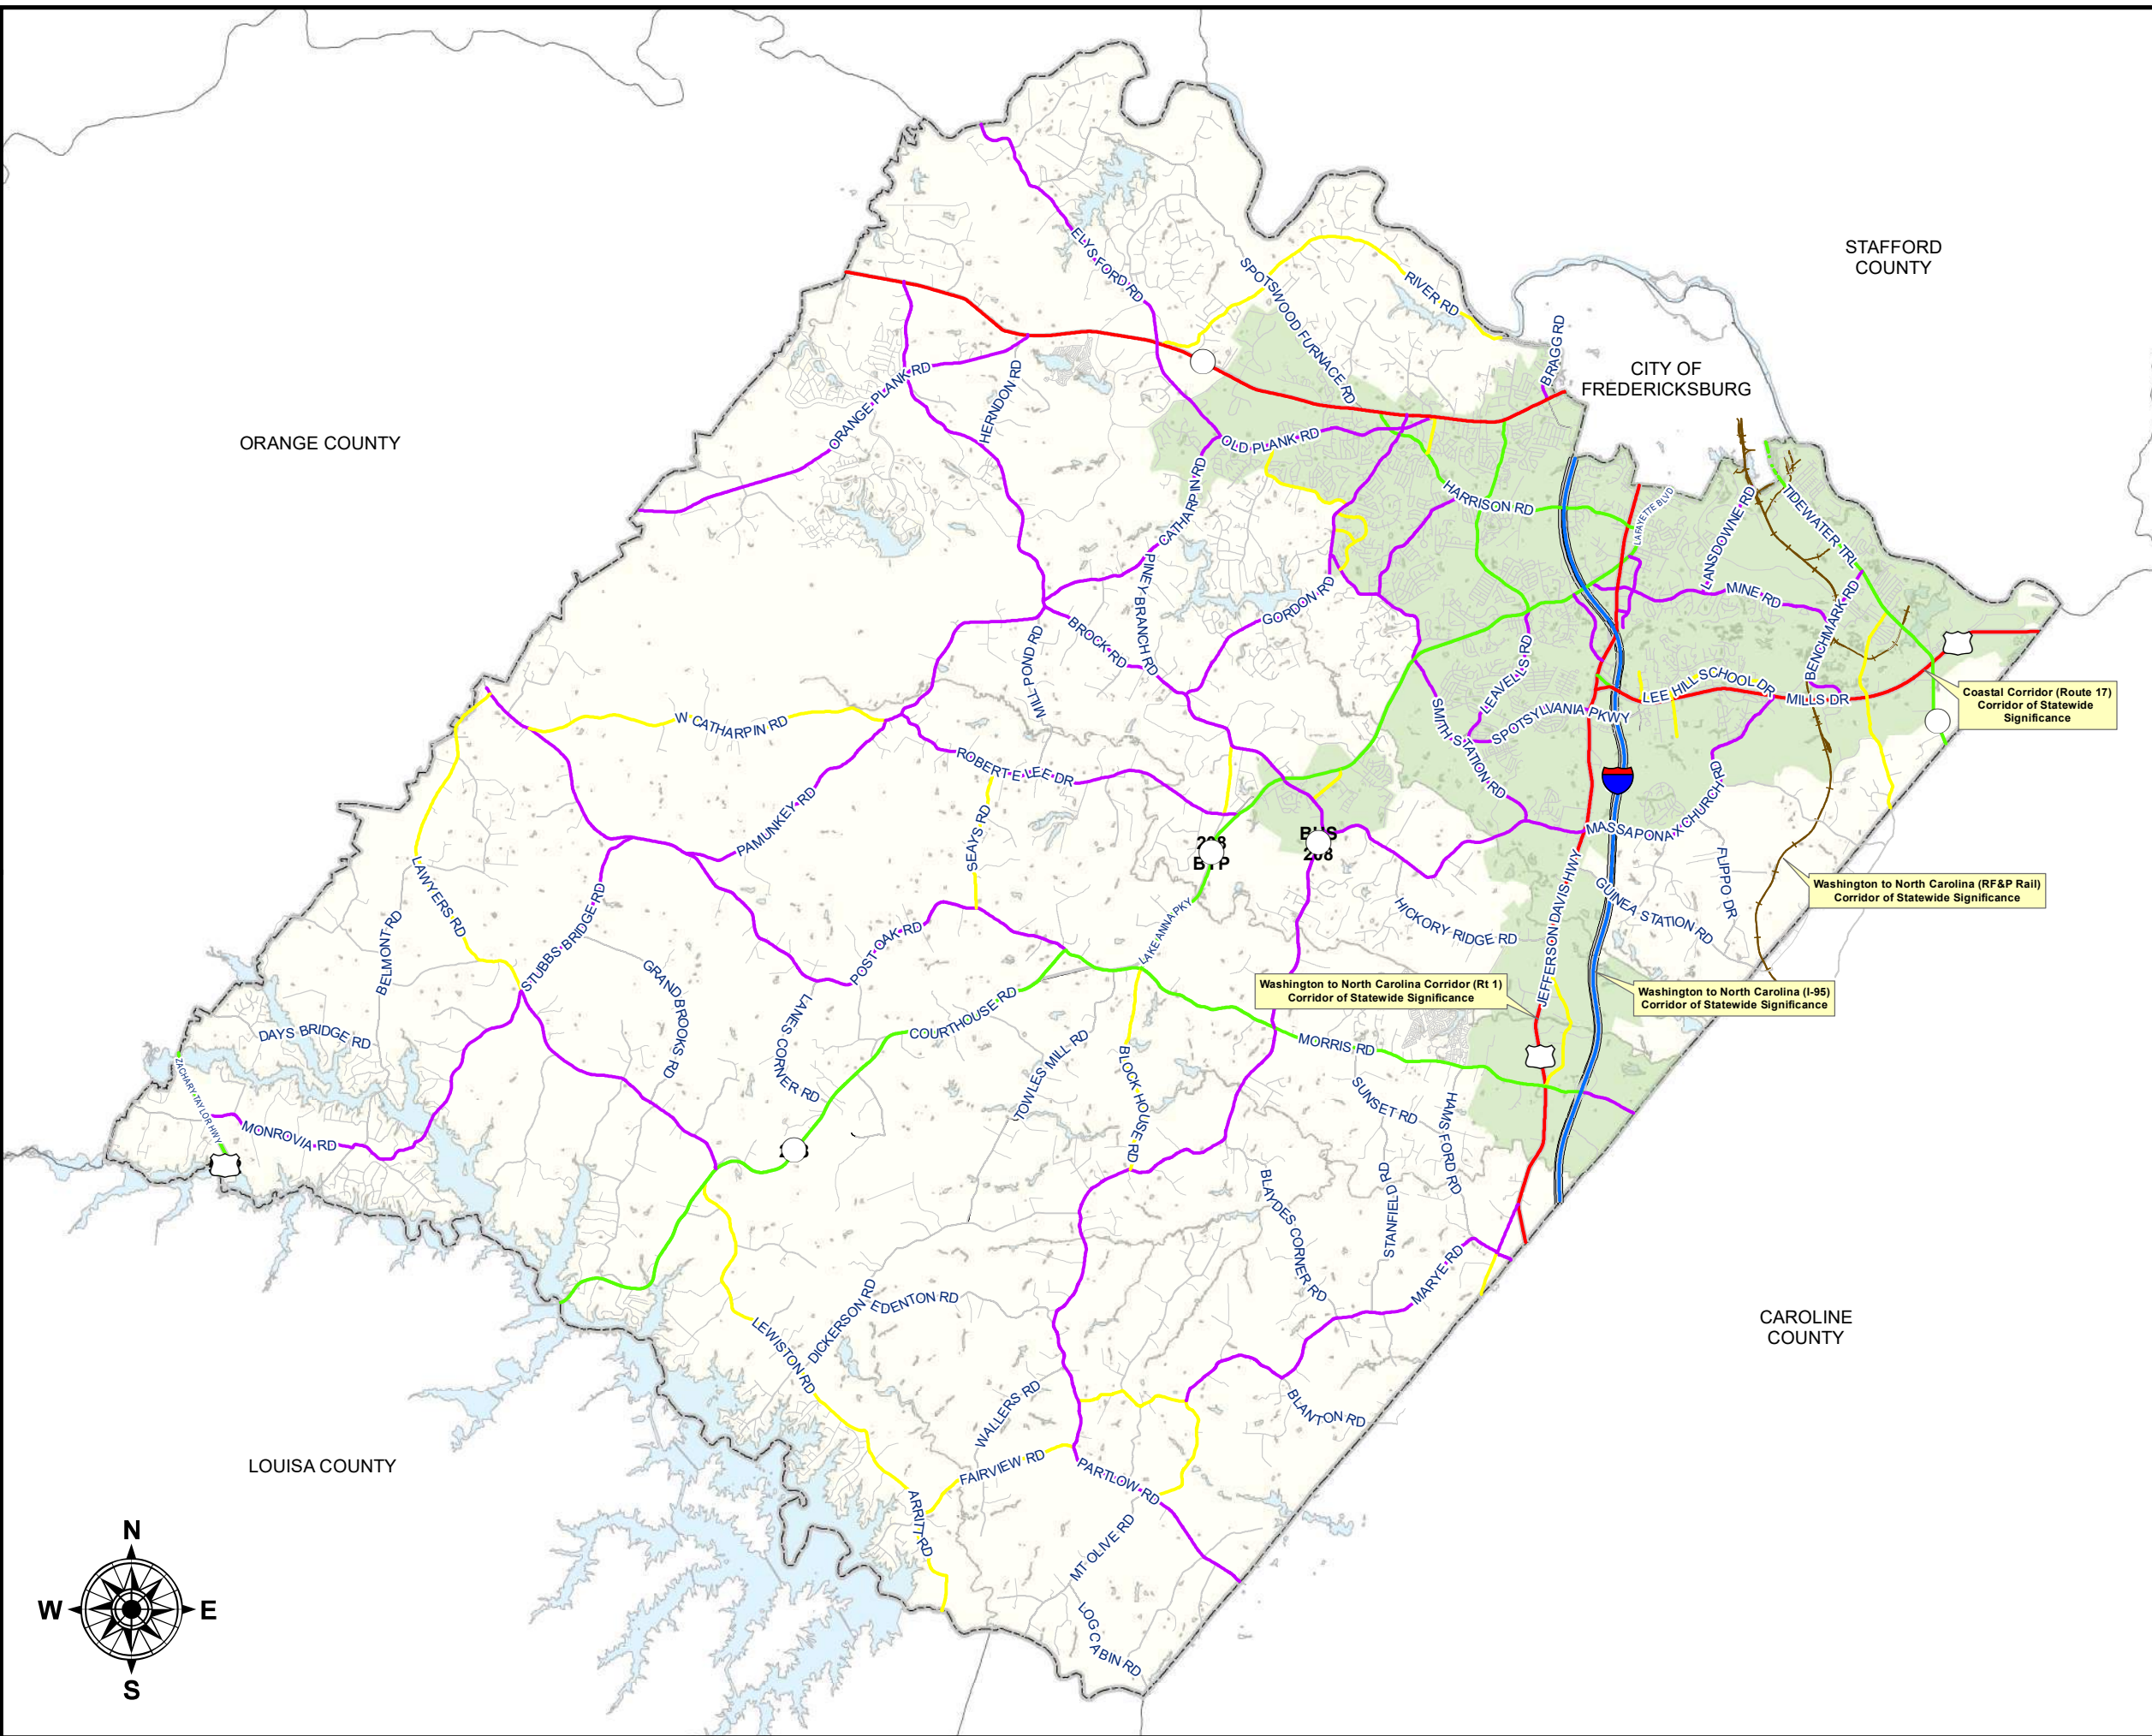 STAFFORD
COUNTY
ELYS FORD RD
SPOTSWOOD FURNACE RD
RIVER RD
BRAGG RD
CITY OF
FREDERICKSBURG
ORANGE COUNTY
ORANGE PLANK RD
HERNDON RD
OLD PLANK RD
CATHARPIN RD
HARRISON RD
LAFAYETTE BLVD
LANSDOWNE RD
TIDEWATER TRL
PINEY BRANCH RD
GORDON RD
MINE RD
BENCHMARK RD
BROCK RD
MILL POND RD
LEAVELLS RD
LEE HILL SCHOOL DR
MILLS DR
Coastal Corridor (Route 17)
Corridor of Statewide
Significance
W CATHARPIN RD
SMITH STATION RD
SPOTSYLVANIA PKWY
ROBERT E LEE DR
PAMUNKEY RD
SEAYS RD
BYP
BUS
208
MASSAPONAX CHURCH RD
FLIPPO DR
Washington to North Carolina (RF&P Rail)
Corridor of Statewide Significance
LAWYERS RD
BELMONT RD
STUBBS BRIDGE RD
POST OAK RD
LAKE ANNA PKY
HICKORY RIDGE RD
JEFFERSON DAVIS HWY
GUINEA STATION RD
GRAND BROOKS RD
LANES CORNER RD
COURTHOUSE RD
Washington to North Carolina Corridor (Rt 1)
Corridor of Statewide Significance
Washington to North Carolina (I-95)
Corridor of Statewide Significance
DAYS BRIDGE RD
ZACHARY TAYLOR HWY
MONROVIA RD
TOWLES MILL RD
BLOCK HOUSE RD
MORRIS RD
SUNSET RD
HAMS FORD RD
BLAYDES CORNER RD
STANFIELD RD
MARYE RD
CAROLINE
COUNTY
LEWISTON RD
DICKERSON RD
EDENTON RD
WALLERS RD
BLANTON RD
LOUISA COUNTY
FAIRVIEW RD
PARTLOW RD
ARRITT RD
MT OLIVE RD
LOG CABIN RD
N
W
E
S